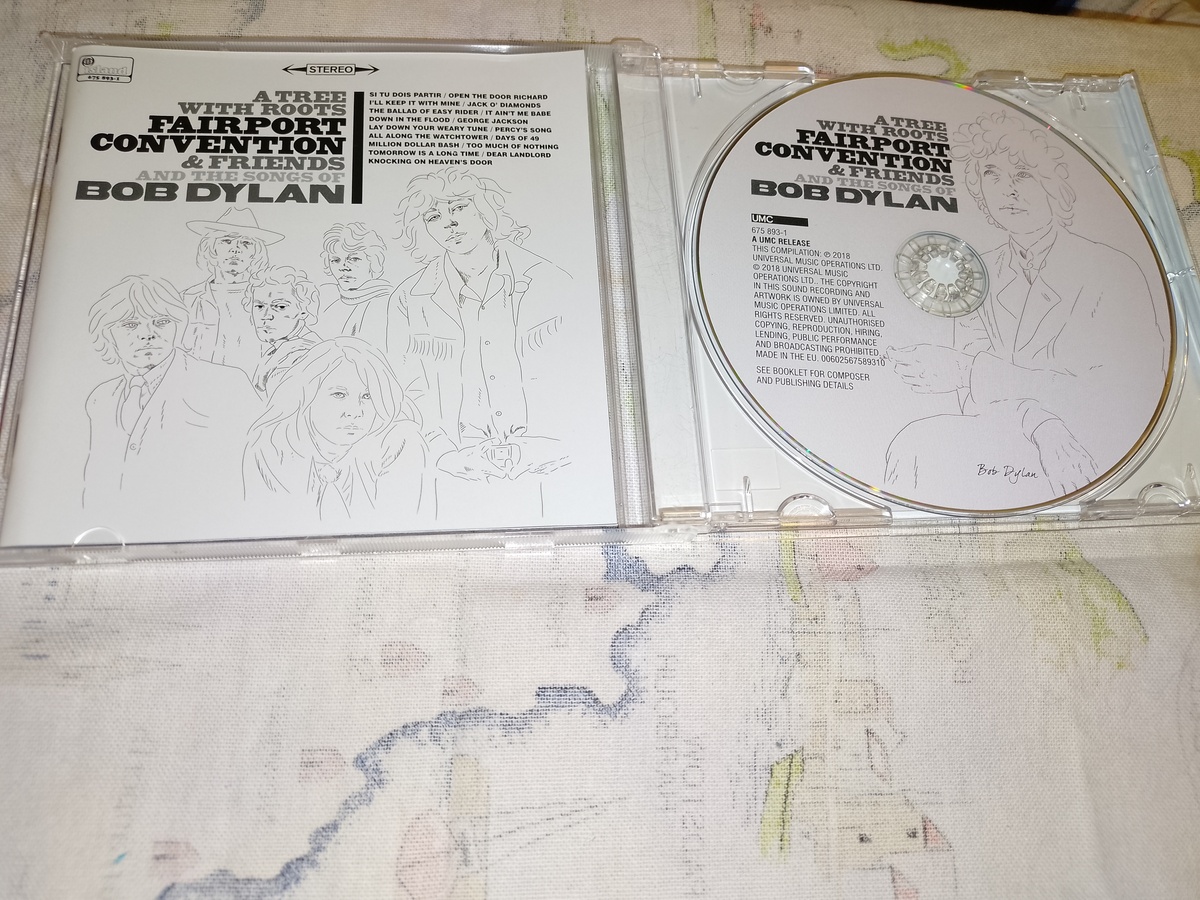 island
675 893-1
STEREO
A TREE
WITH ROOTS
FAIRPORT
CONVENTION
& FRIENDS
AND THE SONGS OF
BOB DYLAN
SI TU DOIS PARTIR / OPEN THE DOOR RICHARD
I'LL KEEP IT WITH MINE / JACK O' DIAMONDS
THE BALLAD OF EASY RIDER / IT AIN'T ME BABE
DOWN IN THE FLOOD / GEORGE JACKSON
LAY DOWN YOUR WEARY TUNE / PERCY'S SONG
ALL ALONG THE WATCHTOWER / DAYS OF 49
MILLION DOLLAR BASH / TOO MUCH OF NOTHING
TOMORROW IS A LONG TIME / DEAR LANDLORD
KNOCKING ON HEAVEN'S DOOR
A TREE
WITH ROOTS
FAIRPORT
CONVENTION
& FRIENDS
AND THE SONGS OF
BOB DYLAN
UMC
675 893-1
A UMC RELEASE
THIS COMPILATION: ℗ 2018
UNIVERSAL MUSIC OPERATIONS LTD.
© 2018 UNIVERSAL MUSIC
OPERATIONS LTD.. THE COPYRIGHT
IN THIS SOUND RECORDING AND
ARTWORK IS OWNED BY UNIVERSAL
MUSIC OPERATIONS LIMITED. ALL
RIGHTS RESERVED. UNAUTHORISED
COPYING, REPRODUCTION, HIRING,
LENDING, PUBLIC PERFORMANCE
AND BROADCASTING PROHIBITED.
MADE IN THE EU. 00602567589310
SEE BOOKLET FOR COMPOSER
AND PUBLISHING DETAILS
Bob Dylan